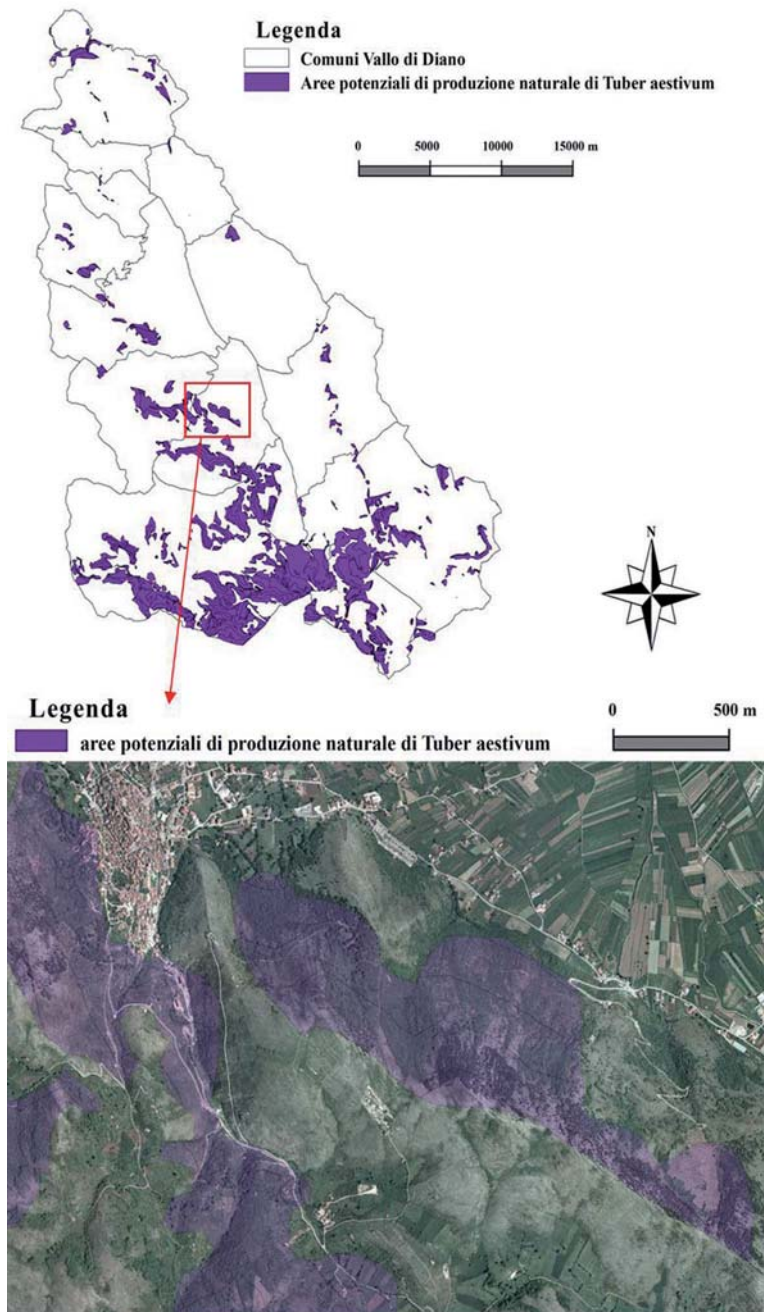 Legenda
Comuni Vallo di Diano
Aree potenziali di produzione naturale di Tuber aestivum
0 5000 10000 15000 m
N
Legenda
0 500 m
aree potenziali di produzione naturale di Tuber aestivum